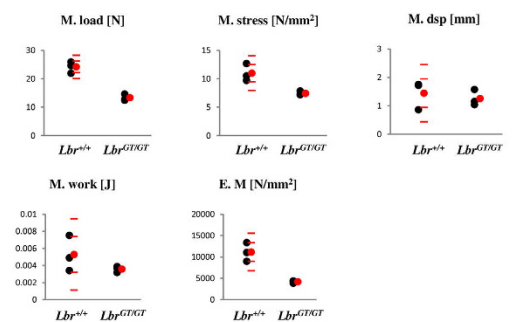 M. load [N]
30
20
10
0
Lbr+/+ LbrGT/GT
M. stress [N/mm²]
15
10
5
0
Lbr+/+ LbrGT/GT
M. dsp [mm]
3
2
1
0
Lbr+/+ LbrGT/GT
M. work [J]
0.01
0.008
0.006
0.004
0.002
0
Lbr+/+ LbrGT/GT
E. M [N/mm²]
20000
15000
10000
5000
0
Lbr+/+ LbrGT/GT